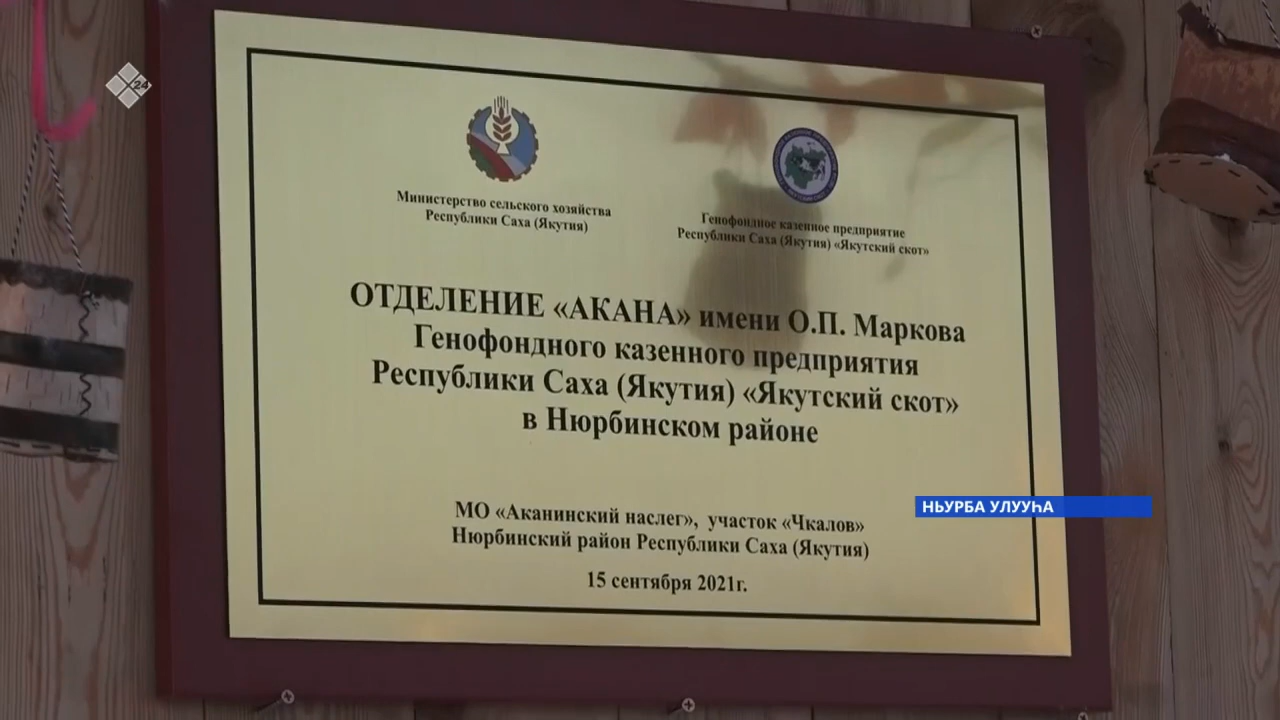 24
Министерство сельского хозяйства
Республики Саха (Якутия)
Генофондное казенное предприятие
Республики Саха (Якутия) «Якутский скот»
ОТДЕЛЕНИЕ «АКАНА» имени О.П. Маркова
Генофондного казенного предприятия
Республики Саха (Якутия) «Якутский скот»
в Нюрбинском районе
МО «Аканинский наслег», участок «Чкалов»
Нюрбинский район Республики Саха (Якутия)
15 сентября 2021г.
НЬУРБА УЛУУҺА